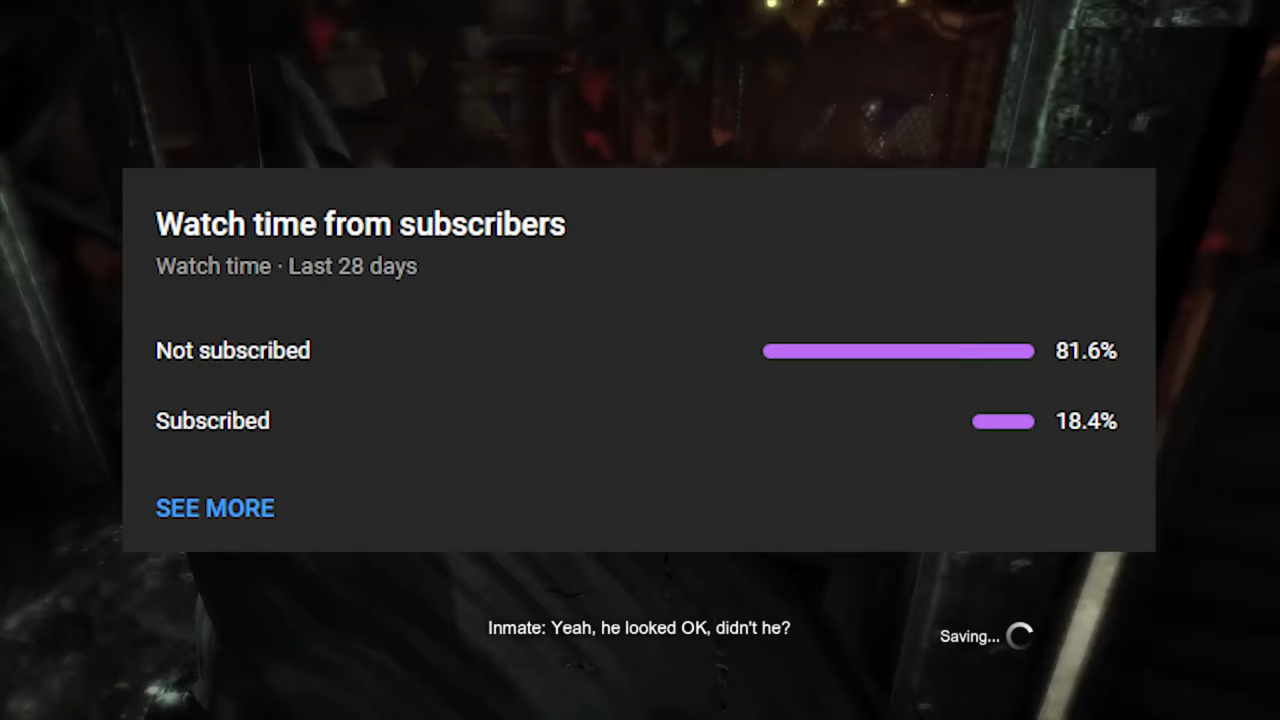 Watch time from subscribers
Watch time · Last 28 days
Not subscribed 81.6%
Subscribed 18.4%
SEE MORE
Inmate: Yeah, he looked OK, didn't he?
Saving...